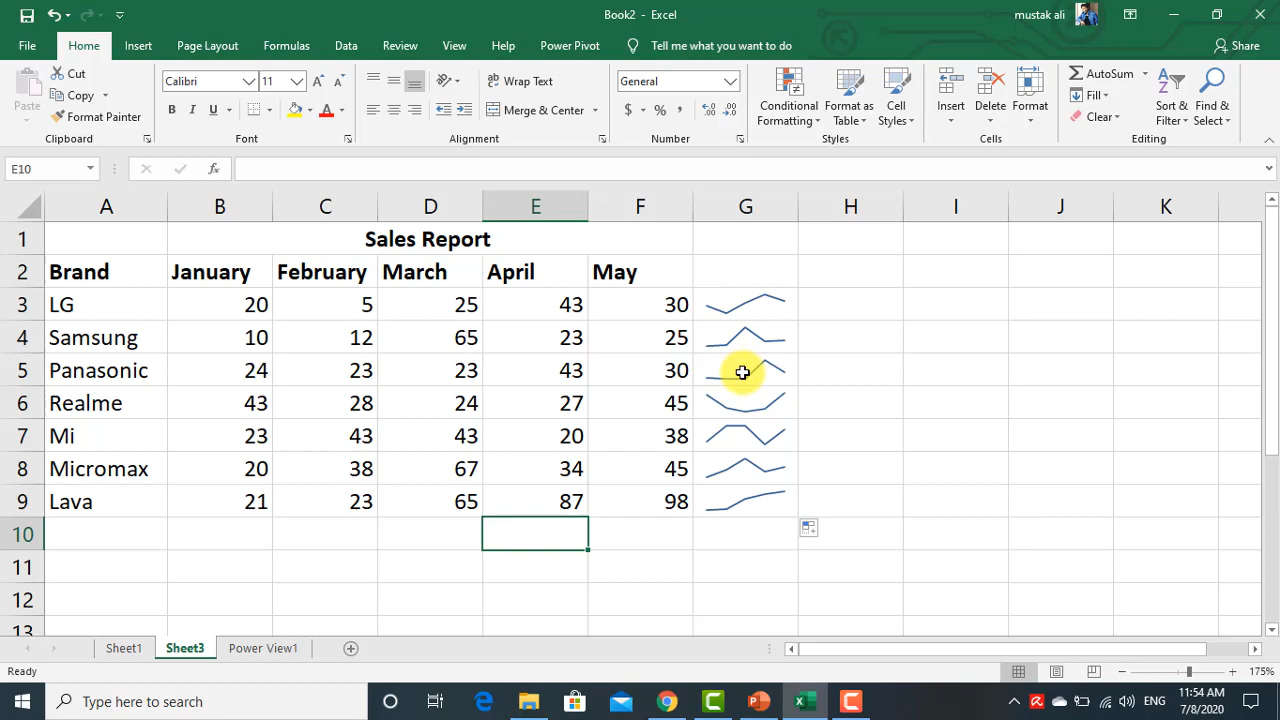 Book2 - Excel
mustak ali
File Home Insert Page Layout Formulas Data Review View Help Power Pivot Tell me what you want to do Share
Paste
Cut
Copy
Format Painter
Clipboard
Calibri 11
B I U
Font
Wrap Text
Merge & Center
Alignment
General
$ % ,
Number
Conditional Formatting
Format as Table
Cell Styles
Styles
Insert
Delete
Format
Cells
AutoSum
Fill
Clear
Sort & Filter
Find & Select
Editing
E10
fx
A B C D E F G H I J K
1 Sales Report
2 Brand January February March April May
3 LG 20 5 25 43 30
4 Samsung 10 12 65 23 25
5 Panasonic 24 23 23 43 30
6 Realme 43 28 24 27 45
7 Mi 23 43 43 20 38
8 Micromax 20 38 67 34 45
9 Lava 21 23 65 87 98
10
11
12
13
Sheet1 Sheet3 Power View1
Ready
175%
Type here to search
ENG
11:54 AM
7/8/2020